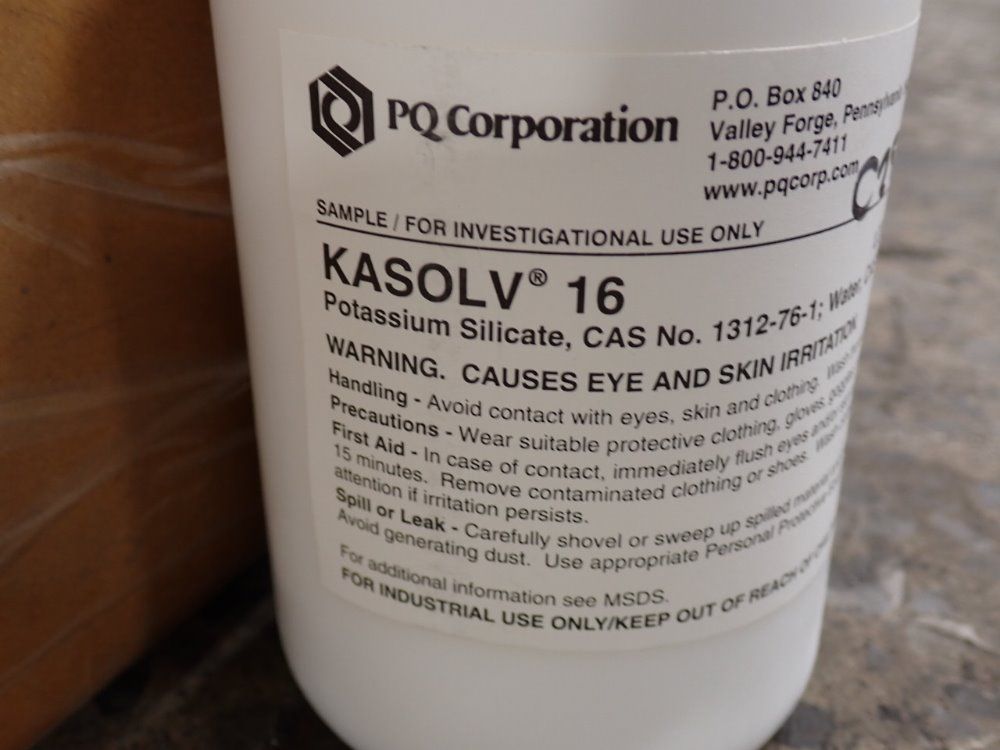 PQ Corporation
P.O. Box 840
Valley Forge, Pennsylvania
1-800-944-7411
www.pqcorp.com
SAMPLE / FOR INVESTIGATIONAL USE ONLY
KASOLV® 16
Potassium Silicate, CAS No. 1312-76-1; Water,
WARNING. CAUSES EYE AND SKIN IRRITATION
Handling - Avoid contact with eyes, skin and clothing. Wash
Precautions - Wear suitable protective clothing, gloves,
First Aid - In case of contact, immediately flush eyes and/or
15 minutes. Remove contaminated clothing or shoes. Wash
attention if irritation persists.
Spill or Leak - Carefully shovel or sweep up spilled material
Avoid generating dust. Use appropriate Personal Protective
For additional information see MSDS.
FOR INDUSTRIAL USE ONLY/KEEP OUT OF REACH OF